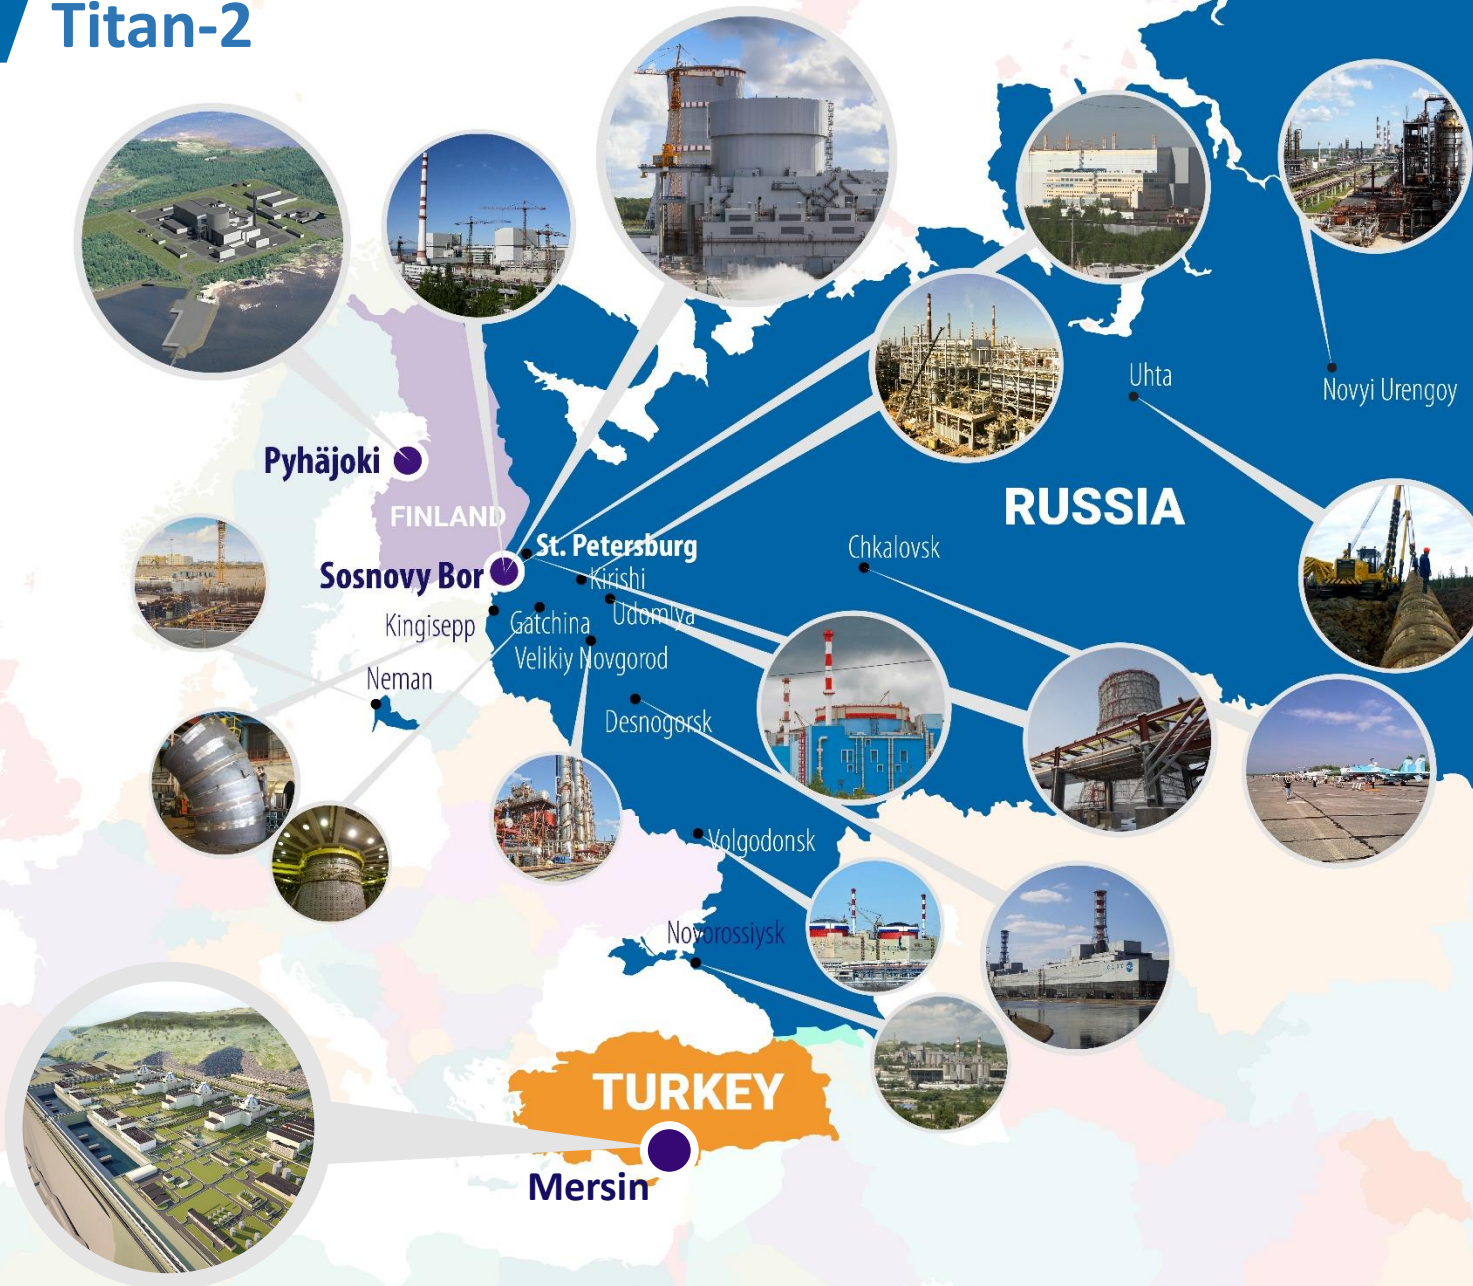 Titan-2
Uhta
Novyi Urengoy
Pyhäjoki
RUSSIA
FINLAND
St. Petersburg
Chkalovsk
Sosnovy Bor
Kirishi
Udomlya
Kingisepp
Gatchina
Velikiy Novgorod
Neman
Desnogorsk
Volgodonsk
Novorossiysk
TURKEY
Mersin